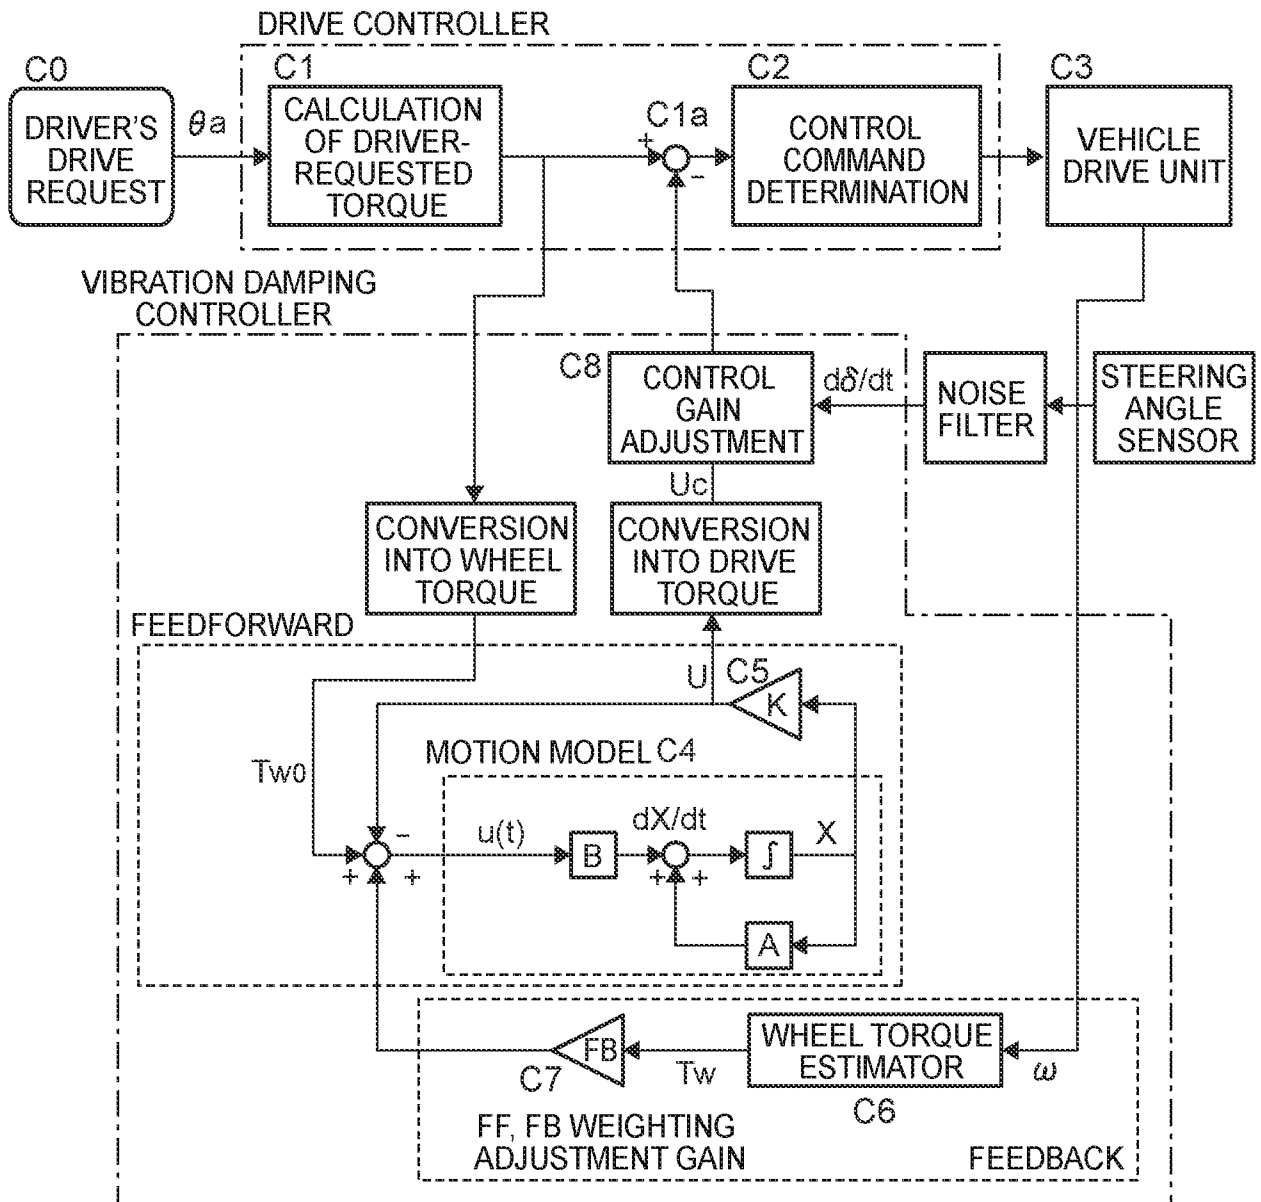 DRIVE CONTROLLER
C0
C1
C2
C3
DRIVER'S
DRIVE
REQUEST
θa
CALCULATION
OF DRIVER-
REQUESTED
TORQUE
C1a
+
-
CONTROL
COMMAND
DETERMINATION
VEHICLE
DRIVE UNIT
VIBRATION DAMPING
CONTROLLER
C8
CONTROL
GAIN
ADJUSTMENT
dδ/dt
NOISE
FILTER
STEERING
ANGLE
SENSOR
Uc
CONVERSION
INTO WHEEL
TORQUE
CONVERSION
INTO DRIVE
TORQUE
FEEDFORWARD
U
C5
K
MOTION MODEL C4
Tw0
-
+
+
u(t)
B
dX/dt
+
+
∫
X
A
FB
C7
Tw
WHEEL TORQUE
ESTIMATOR
C6
ω
FF, FB WEIGHTING
ADJUSTMENT GAIN
FEEDBACK